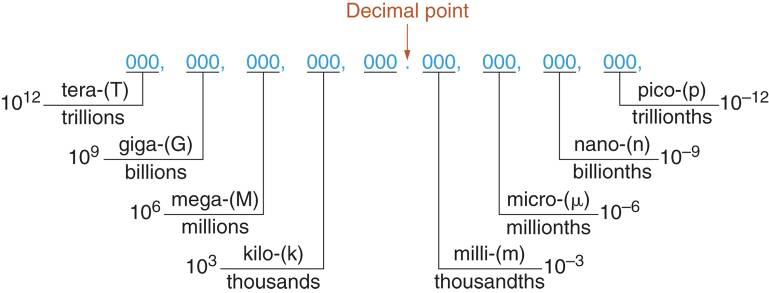 Decimal point
000, 000, 000, 000, 000 . 000, 000, 000, 000,
10¹² tera-(T) pico-(p) 10⁻¹²
trillions trillionths
10⁹ giga-(G) nano-(n) 10⁻⁹
billions billionths
10⁶ mega-(M) micro-(μ) 10⁻⁶
millions millionths
10³ kilo-(k) milli-(m) 10⁻³
thousands thousandths